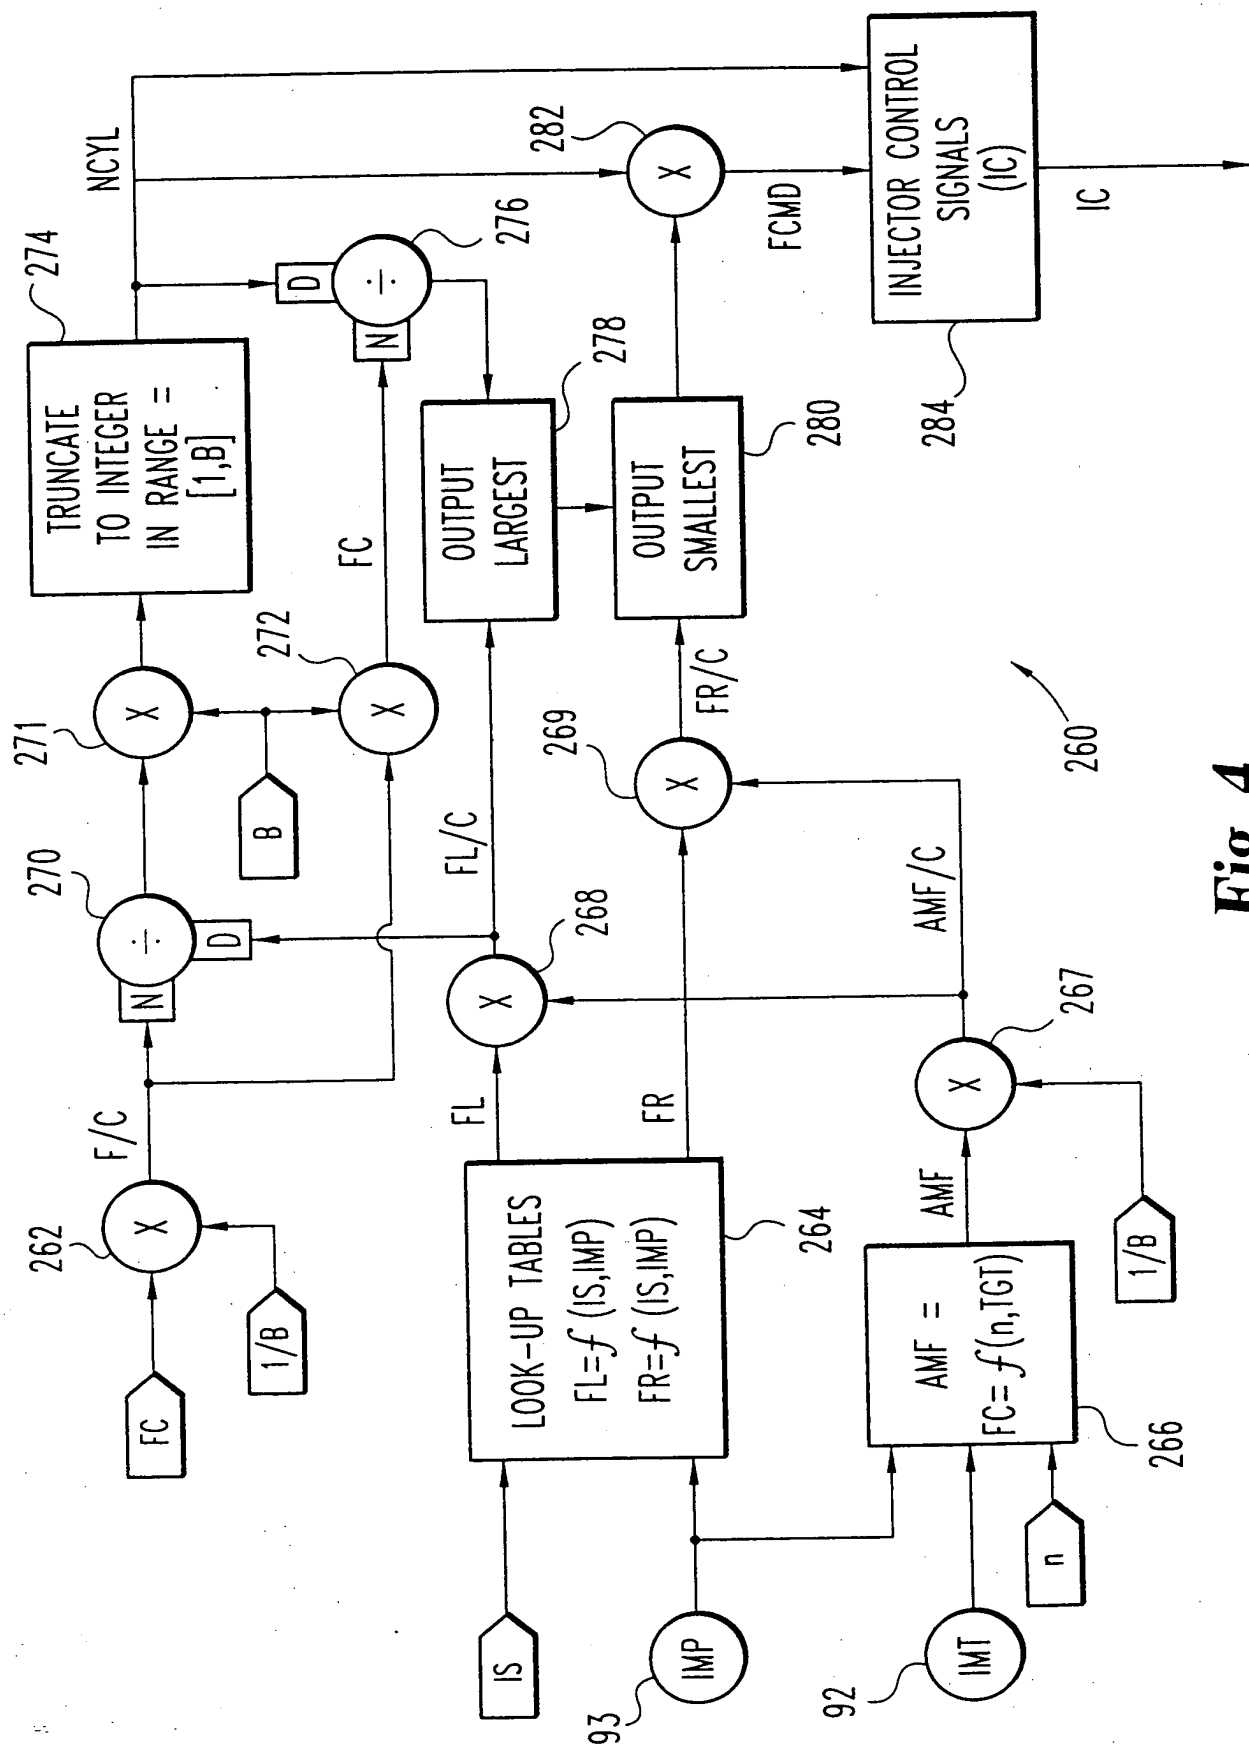 FC
1/B
262
F/C
N
D
÷
270
X
271
B
X
272
TRUNCATE
TO INTEGER
IN RANGE =
[1,B]
274
NCYL
FC
N
D
÷
276
IS
IMP
93
LOOK-UP TABLES
FL=f (IS,IMP)
FR=f (IS,IMP)
264
FL
FR
X
268
FL/C
OUTPUT
LARGEST
278
X
269
FR/C
OUTPUT
SMALLEST
280
X
282
FCMD
IMT
92
n
AMF =
FC=f(n,TGT)
266
AMF
1/B
X
267
AMF/C
X
INJECTOR CONTROL
SIGNALS
(IC)
284
IC
260
Fig. 4